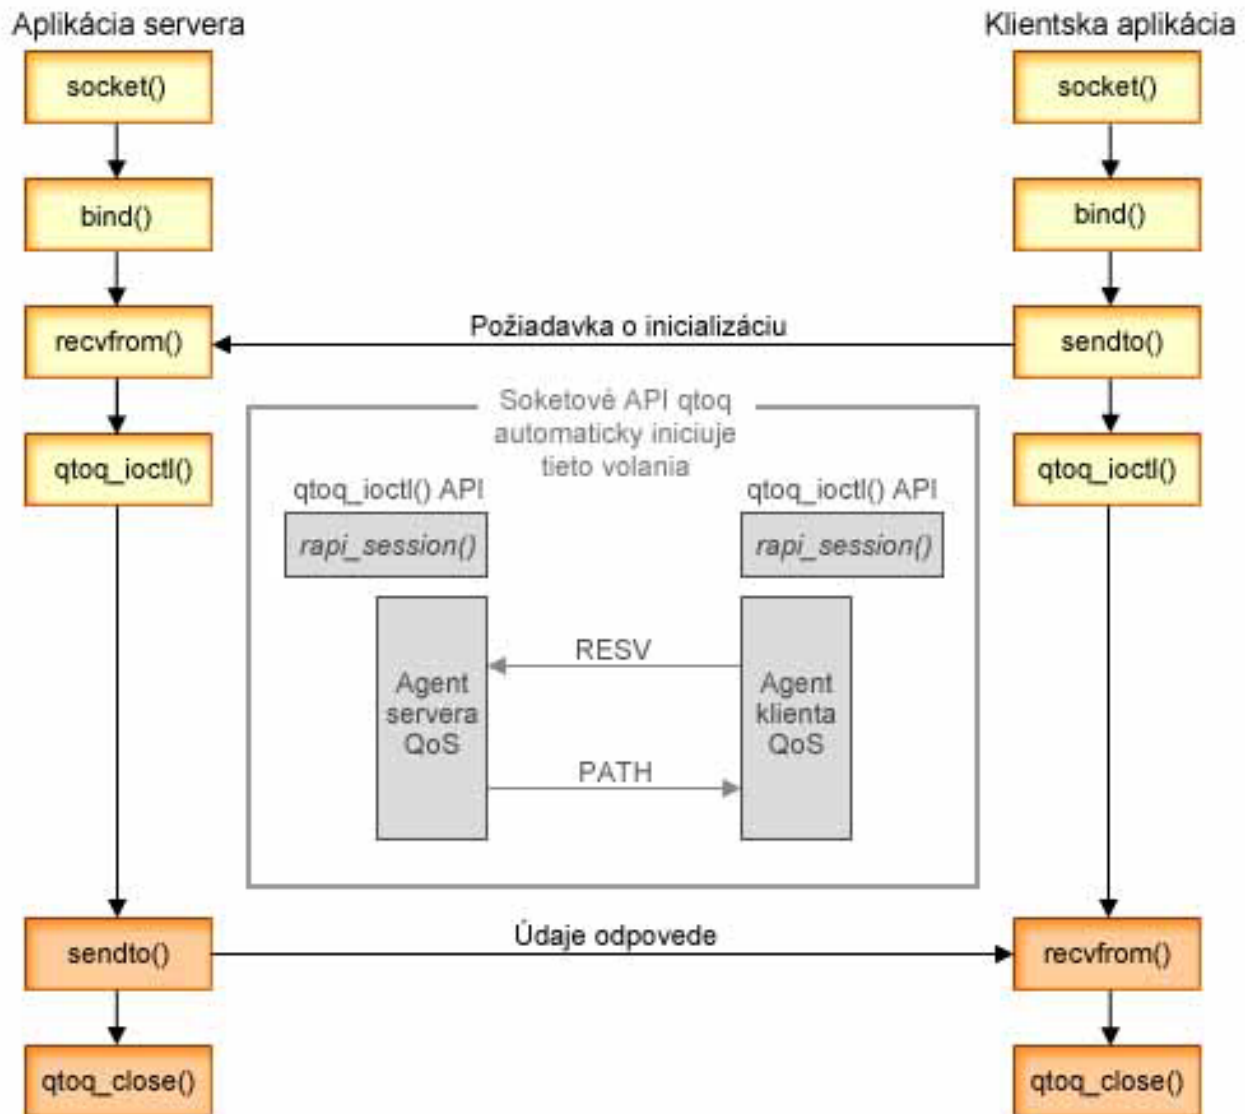 Aplikácia servera
Klientska aplikácia
socket()
socket()
bind()
bind()
recvfrom()
Požiadavka o inicializáciu
sendto()
qtoq_ioctl()
Soketové API qtoq
automaticky iniciuje
tieto volania
qtoq_ioctl()
qtoq_ioctl() API
qtoq_ioctl() API
rapi_session()
rapi_session()
RESV
Agent
servera
QoS
Agent
klienta
QoS
PATH
sendto()
Údaje odpovede
recvfrom()
qtoq_close()
qtoq_close()